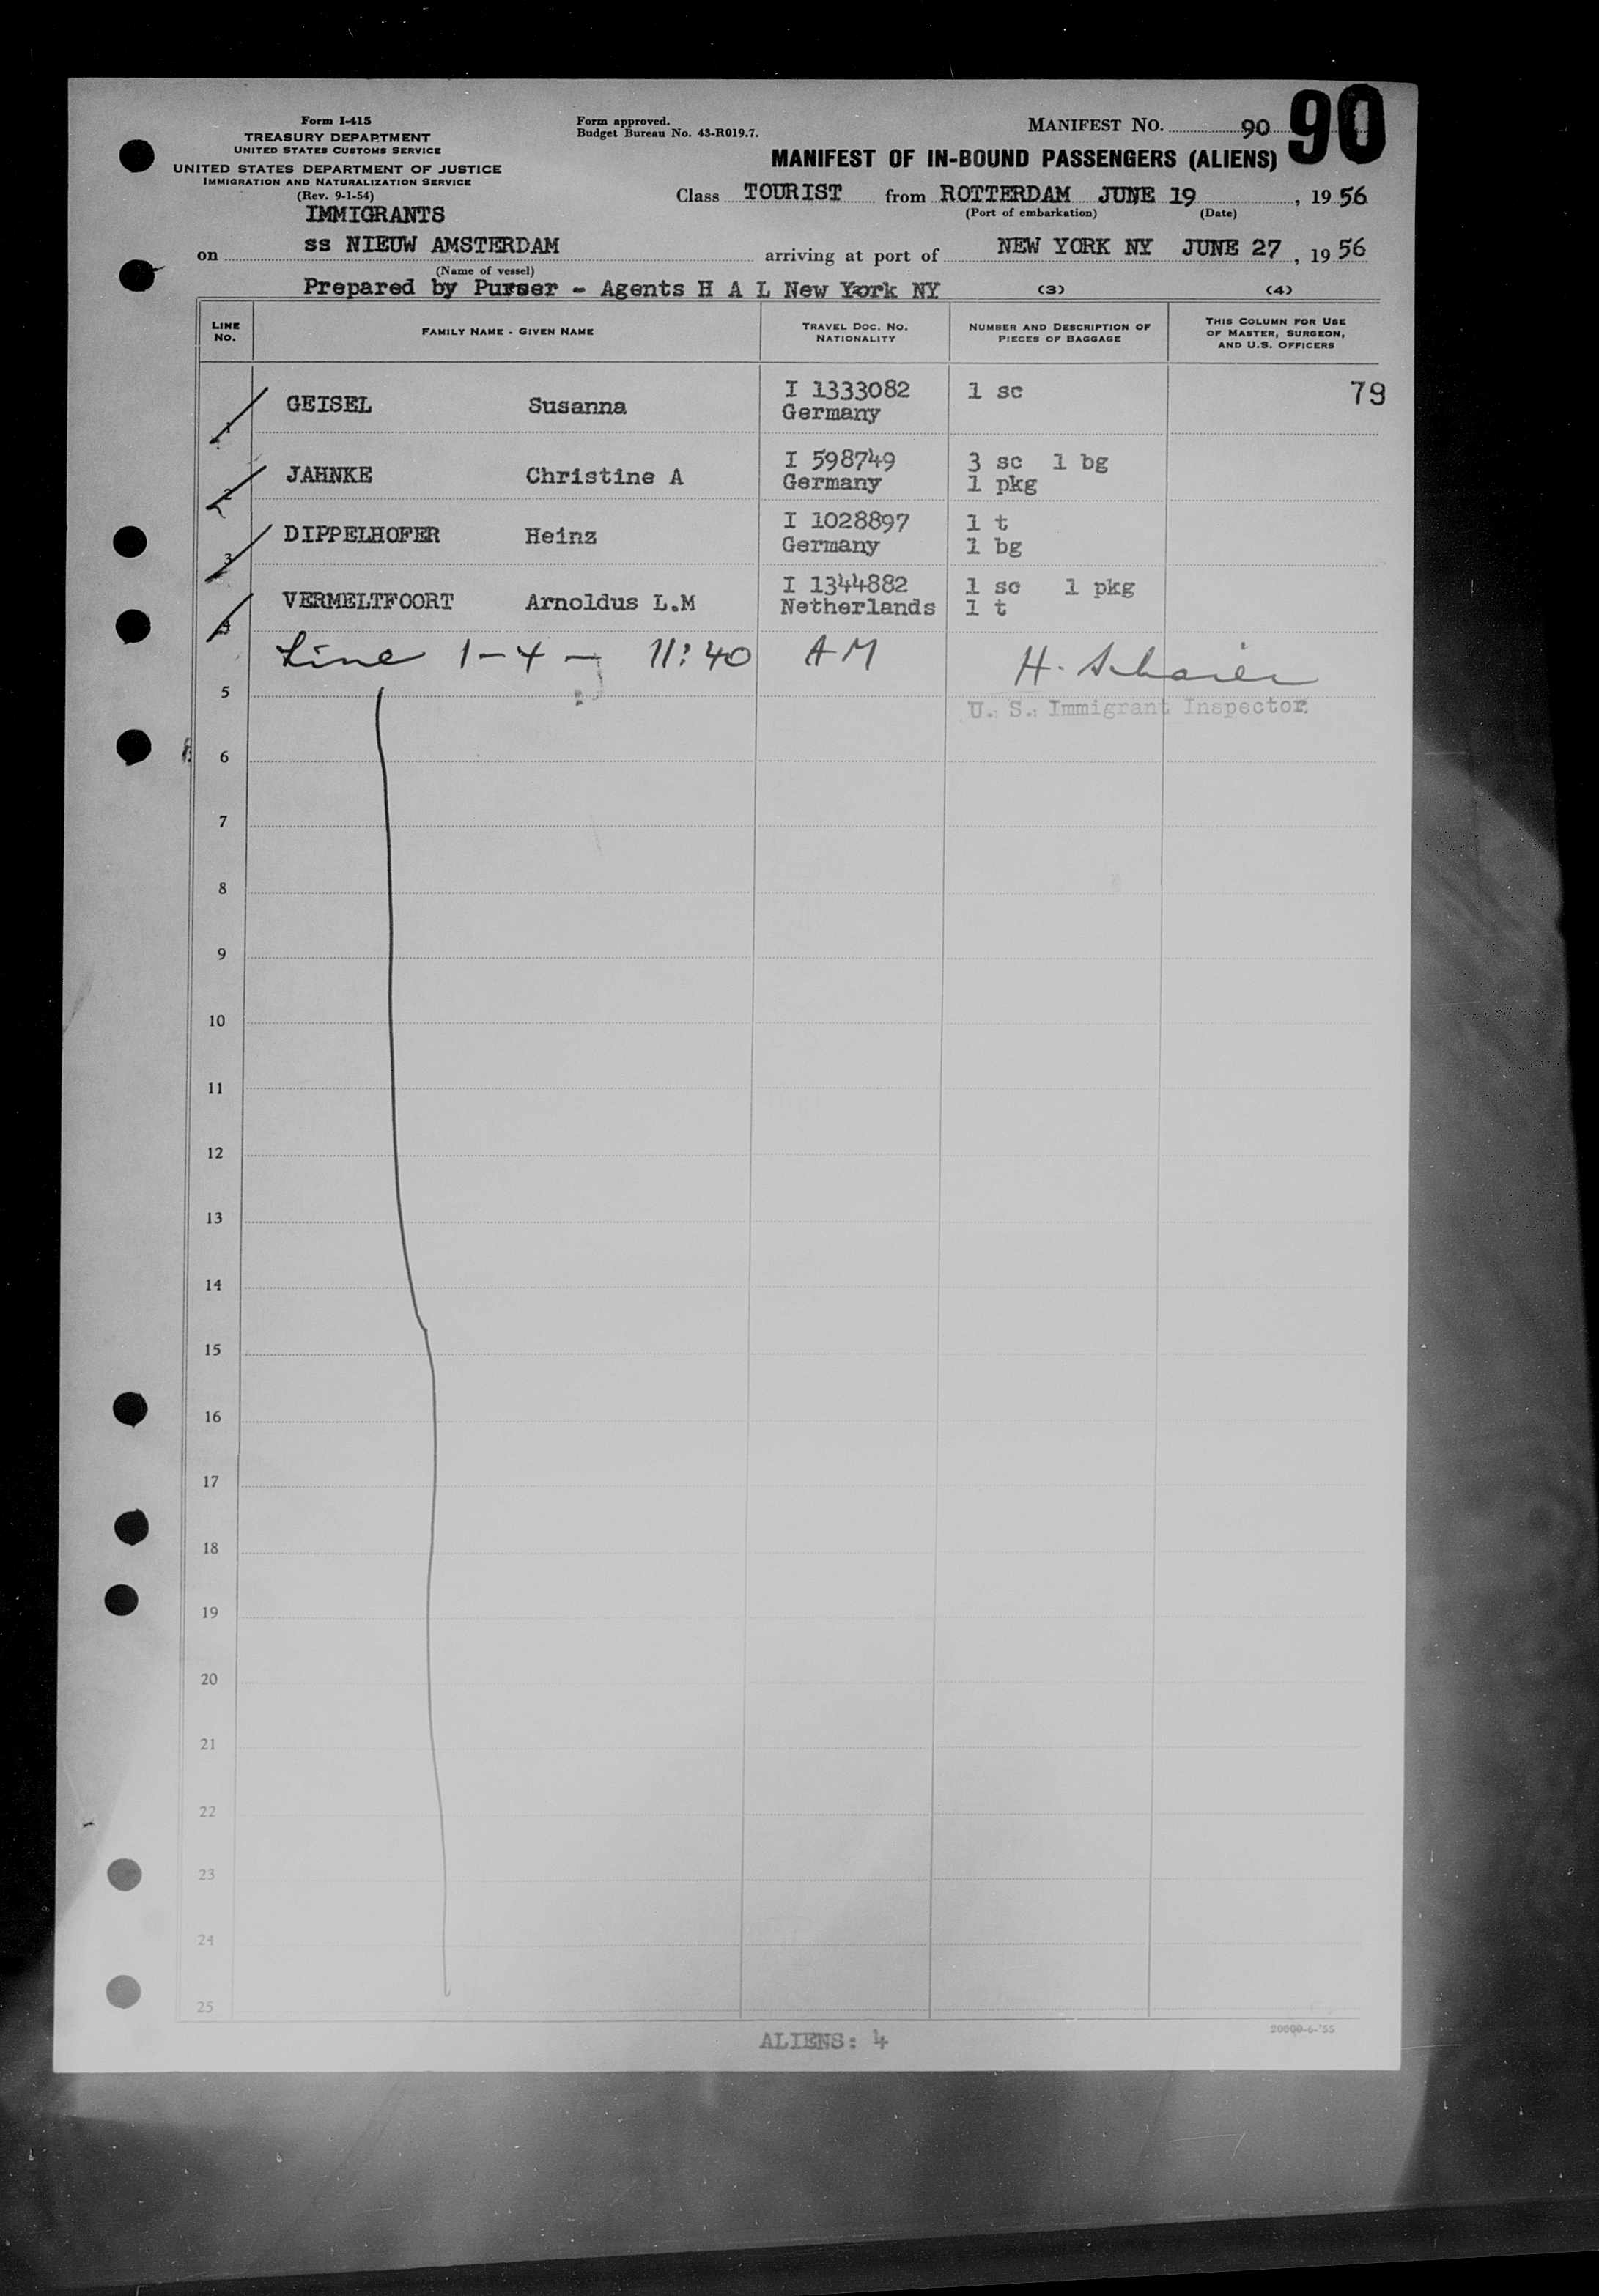 90
Form I-415
TREASURY DEPARTMENT
UNITED STATES CUSTOMS SERVICE
UNITED STATES DEPARTMENT OF JUSTICE
IMMIGRATION AND NATURALIZATION SERVICE
(Rev. 9-1-54)
IMMIGRANTS
Form approved.
Budget Bureau No. 43-R019.7.
MANIFEST NO. 90
MANIFEST OF IN-BOUND PASSENGERS (ALIENS)
Class TOURIST from ROTTERDAM JUNE 19, 1956
(Port of embarkation) (Date)
on ss NIEUW AMSTERDAM arriving at port of NEW YORK NY JUNE 27, 1956
(Name of vessel)
Prepared by Purser - Agents H A L New York NY (3) (4)
LINE NO. FAMILY NAME - GIVEN NAME TRAVEL DOC. NO. NATIONALITY NUMBER AND DESCRIPTION OF PIECES OF BAGGAGE THIS COLUMN FOR USE OF MASTER, SURGEON, AND U.S. OFFICERS
1 GEISEL Susanna I 1333082 1 sc 79
Germany
2 JAHNKE Christine A I 598749 3 sc 1 bg
Germany 1 pkg
3 DIPPELHOFER Heinz I 1028897 1 t
Germany 1 bg
4 VERMELTFOORT Arnoldus L.M I 1344882 1 sc 1 pkg
Netherlands 1 t
Line 1-4 - 11:40 AM H.
5
U. S. Immigrant Inspector
6
7
8
9
10
11
12
13
14
15
16
17
18
19
20
21
22
23
24
25
ALIENS: 4
20000-6-'55